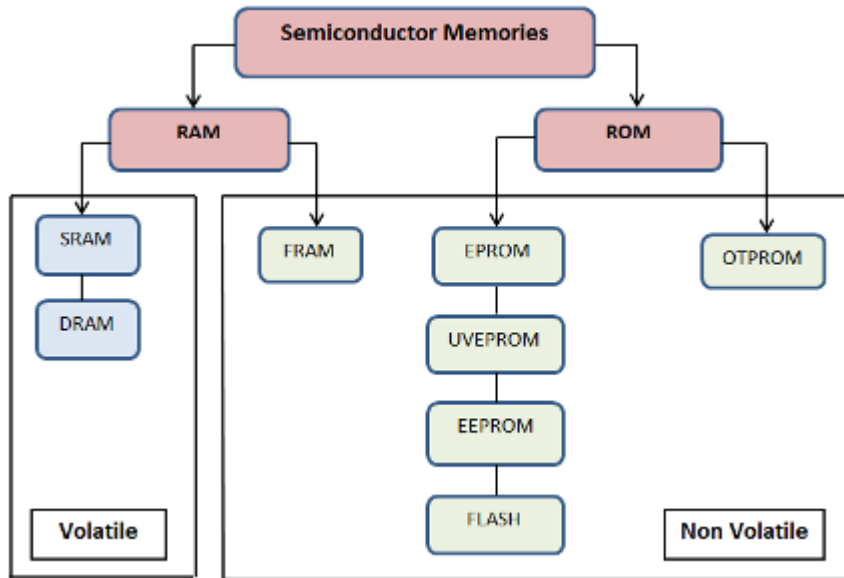 Semiconductor Memories
RAM
ROM
SRAM
FRAM
EPROM
OTPROM
DRAM
UVEPROM
EEPROM
FLASH
Volatile
Non Volatile